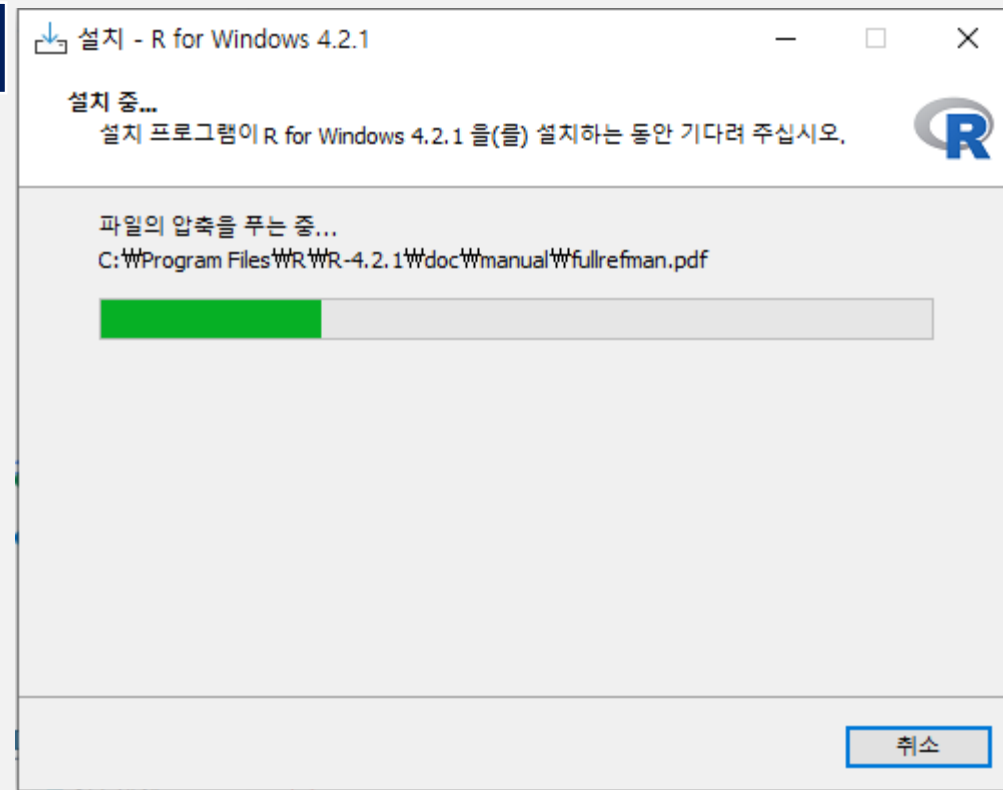 설치 - R for Windows 4.2.1
설치 중...
설치 프로그램이 R for Windows 4.2.1 을(를) 설치하는 동안 기다려 주십시오.
R
파일의 압축을 푸는 중...
C:₩Program Files₩R₩R-4.2.1₩doc₩manual₩fullrefman.pdf
취소